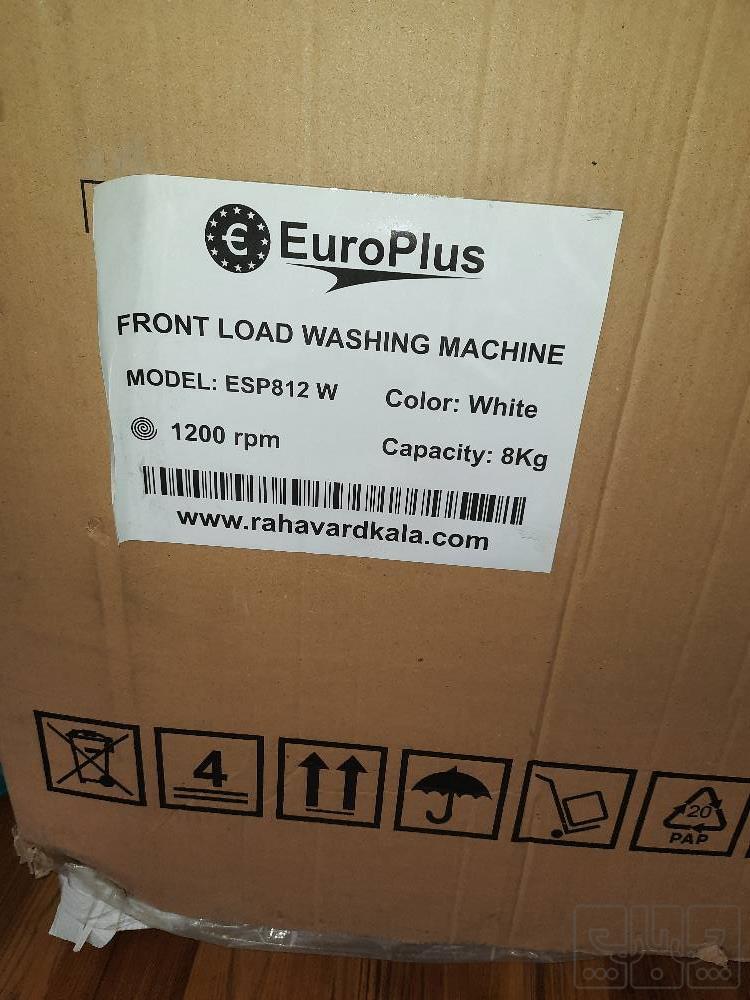 EuroPlus
FRONT LOAD WASHING MACHINE
MODEL: ESP812 W Color: White
1200 rpm Capacity: 8Kg
www.rahavardkala.com
4
20
PAP